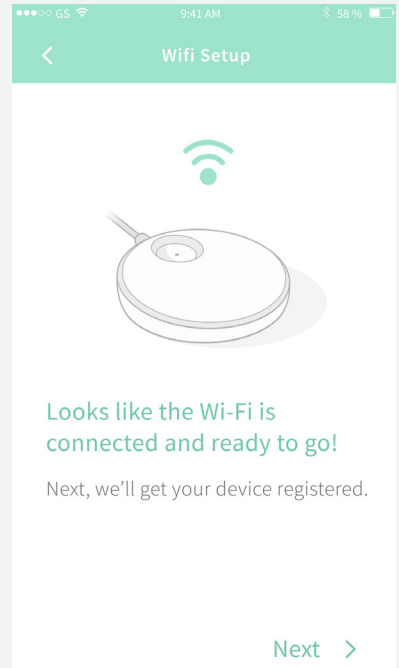 GS 9:41 AM 58 %
Wifi Setup
Looks like the Wi-Fi is
connected and ready to go!
Next, we’ll get your device registered.
Next